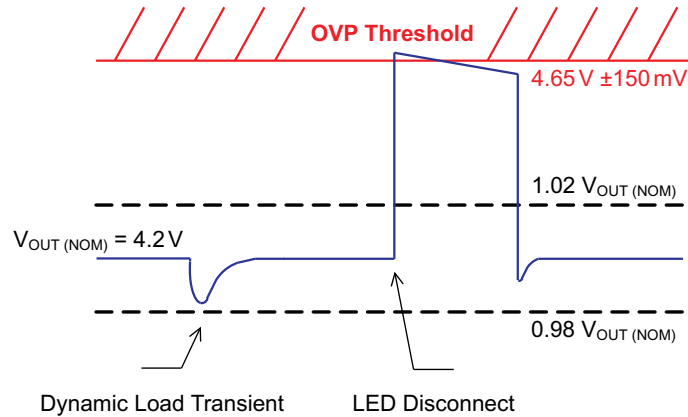 OVP Threshold
4.65 V ±150 mV
1.02 VOUT (NOM)
VOUT (NOM) = 4.2 V
0.98 VOUT (NOM)
Dynamic Load Transient
LED Disconnect